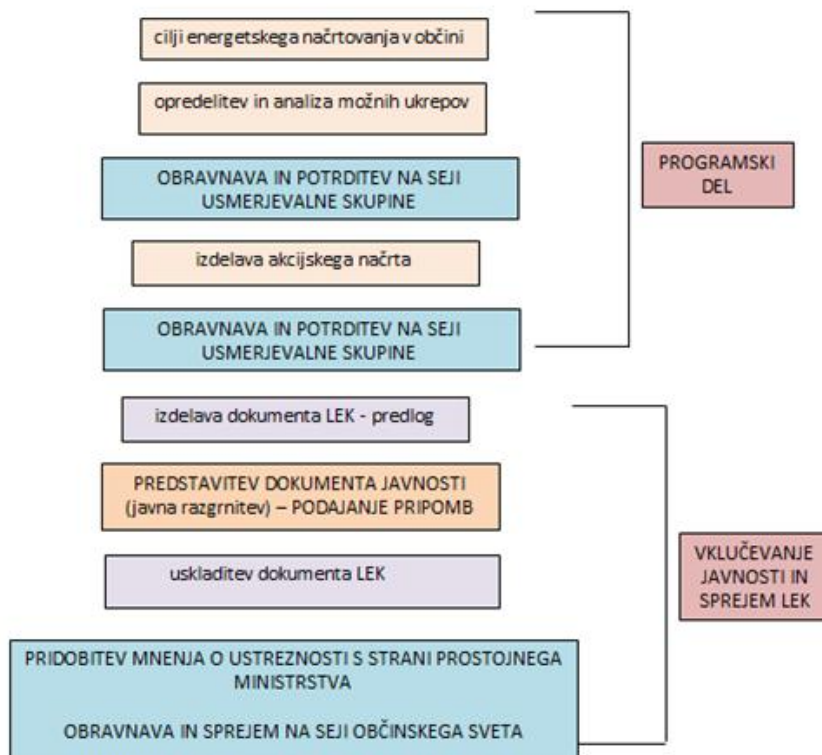 cilji energetskega načrtovanja v občini
opredelitev in analiza možnih ukrepov
OBRAVNAVA IN POTRDITEV NA SEJI
USMERJEVALNE SKUPINE
izdelava akcijskega načrta
OBRAVNAVA IN POTRDITEV NA SEJI
USMERJEVALNE SKUPINE
PROGRAMSKI
DEL
izdelava dokumenta LEK - predlog
PREDSTAVITEV DOKUMENTA JAVNOSTI
(javna razgrnitev) – PODAJANJE PRIPOMB
uskladitev dokumenta LEK
PRIDOBITEV MNENJA O USTREZNOSTI S STRANI PROSTOJNEGA
MINISTRSTVA
OBRAVNAVA IN SPREJEM NA SEJI OBČINSKEGA SVETA
VKLUČEVANJE
JAVNOSTI IN
SPREJEM LEK